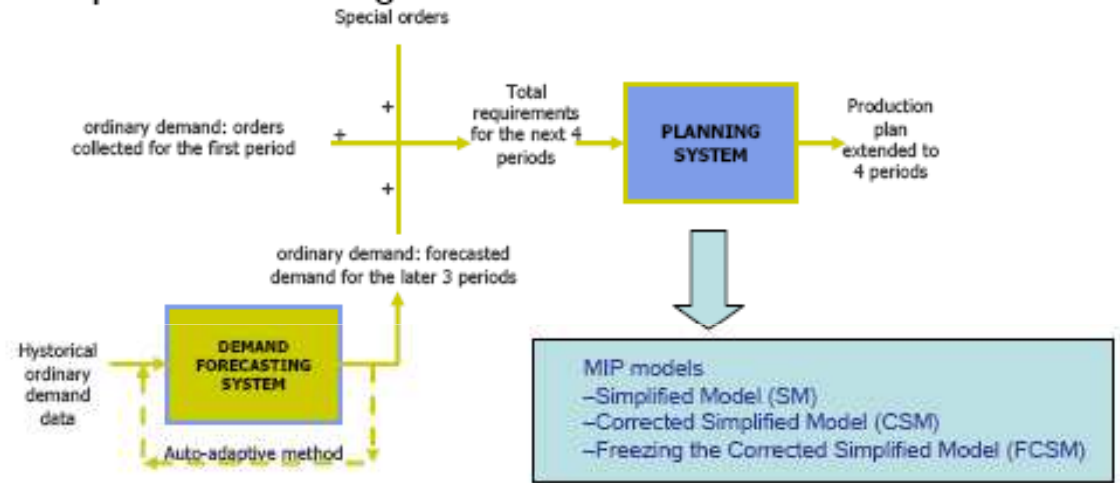 Special orders
ordinary demand: orders
collected for the first period
+
+
+
Total
requirements
for the next 4
periods
PLANNING
SYSTEM
Production
plan
extended to
4 periods
ordinary demand: forecasted
demand for the later 3 periods
Hystorical
ordinary
demand
data
DEMAND
FORECASTING
SYSTEM
Auto-adaptive method
MIP models
–Simplified Model (SM)
–Corrected Simplified Model (CSM)
–Freezing the Corrected Simplified Model (FCSM)